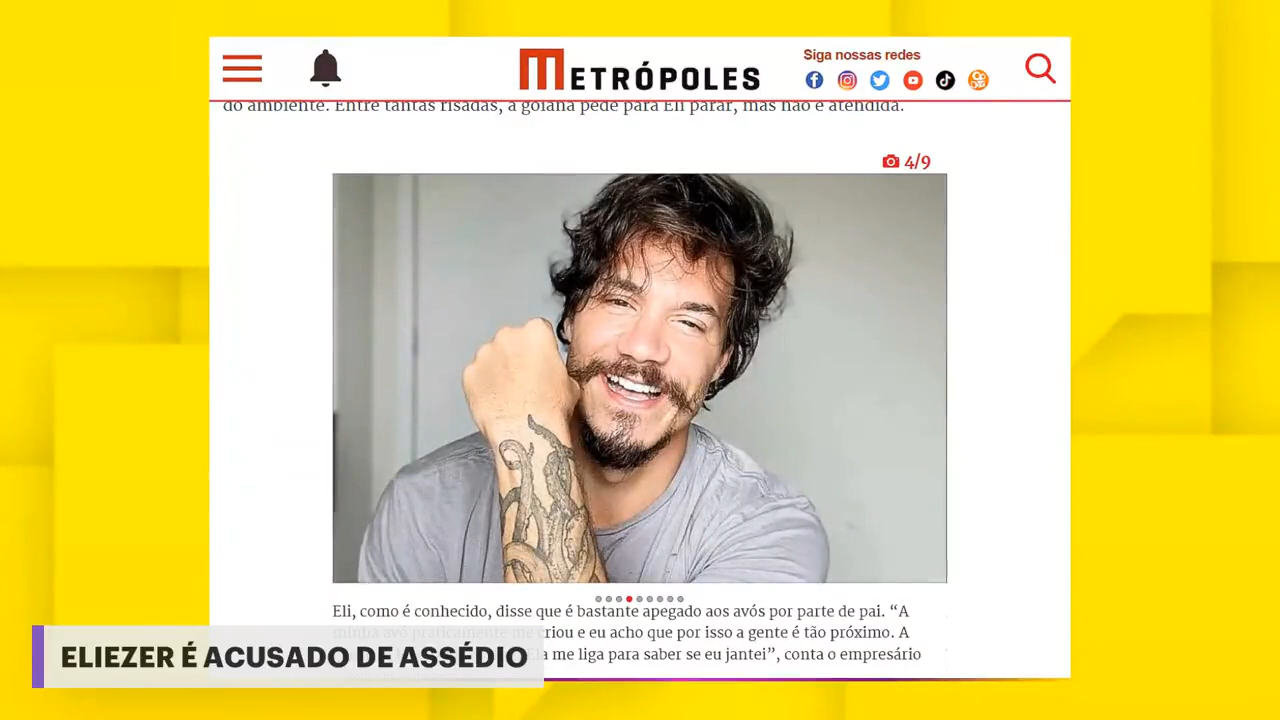 METRÓPOLES
Siga nossas redes
do ambiente. Entre tantas risadas, a goiana pede para Eli parar, mas não é atendida.
4/9
Eli, como é conhecido, disse que é bastante apegado aos avós por parte de pai. “A
minha avó praticamente me criou e eu acho que por isso a gente é tão próximo. A
Ela me liga para saber se eu jantei”, conta o empresário
ELIEZER É ACUSADO DE ASSÉDIO